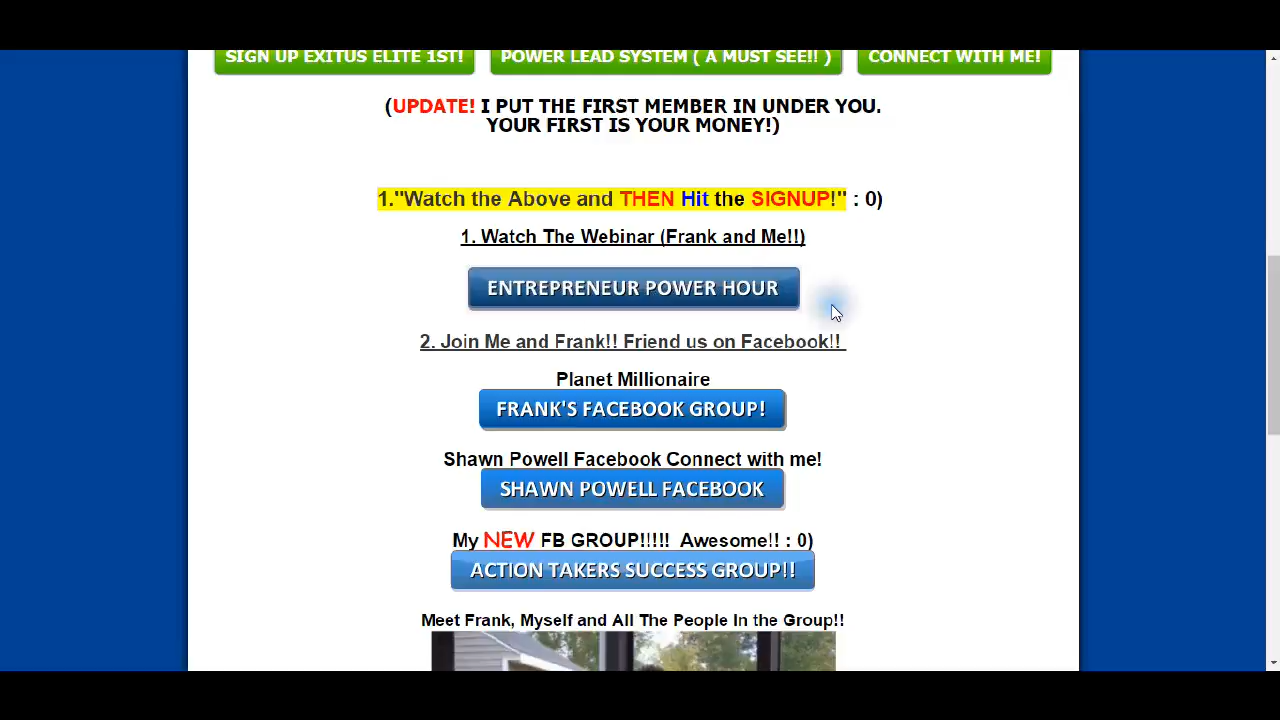 SIGN UP EXITUS ELITE 1ST!
POWER LEAD SYSTEM ( A MUST SEE!! )
CONNECT WITH ME!
(UPDATE! I PUT THE FIRST MEMBER IN UNDER YOU.
YOUR FIRST IS YOUR MONEY!)
1."Watch the Above and THEN Hit the SIGNUP!" : 0)
1. Watch The Webinar (Frank and Me!!)
ENTREPRENEUR POWER HOUR
2. Join Me and Frank!! Friend us on Facebook!!
Planet Millionaire
FRANK'S FACEBOOK GROUP!
Shawn Powell Facebook Connect with me!
SHAWN POWELL FACEBOOK
My NEW FB GROUP!!!!! Awesome!! : 0)
ACTION TAKERS SUCCESS GROUP!!
Meet Frank, Myself and All The People In the Group!!